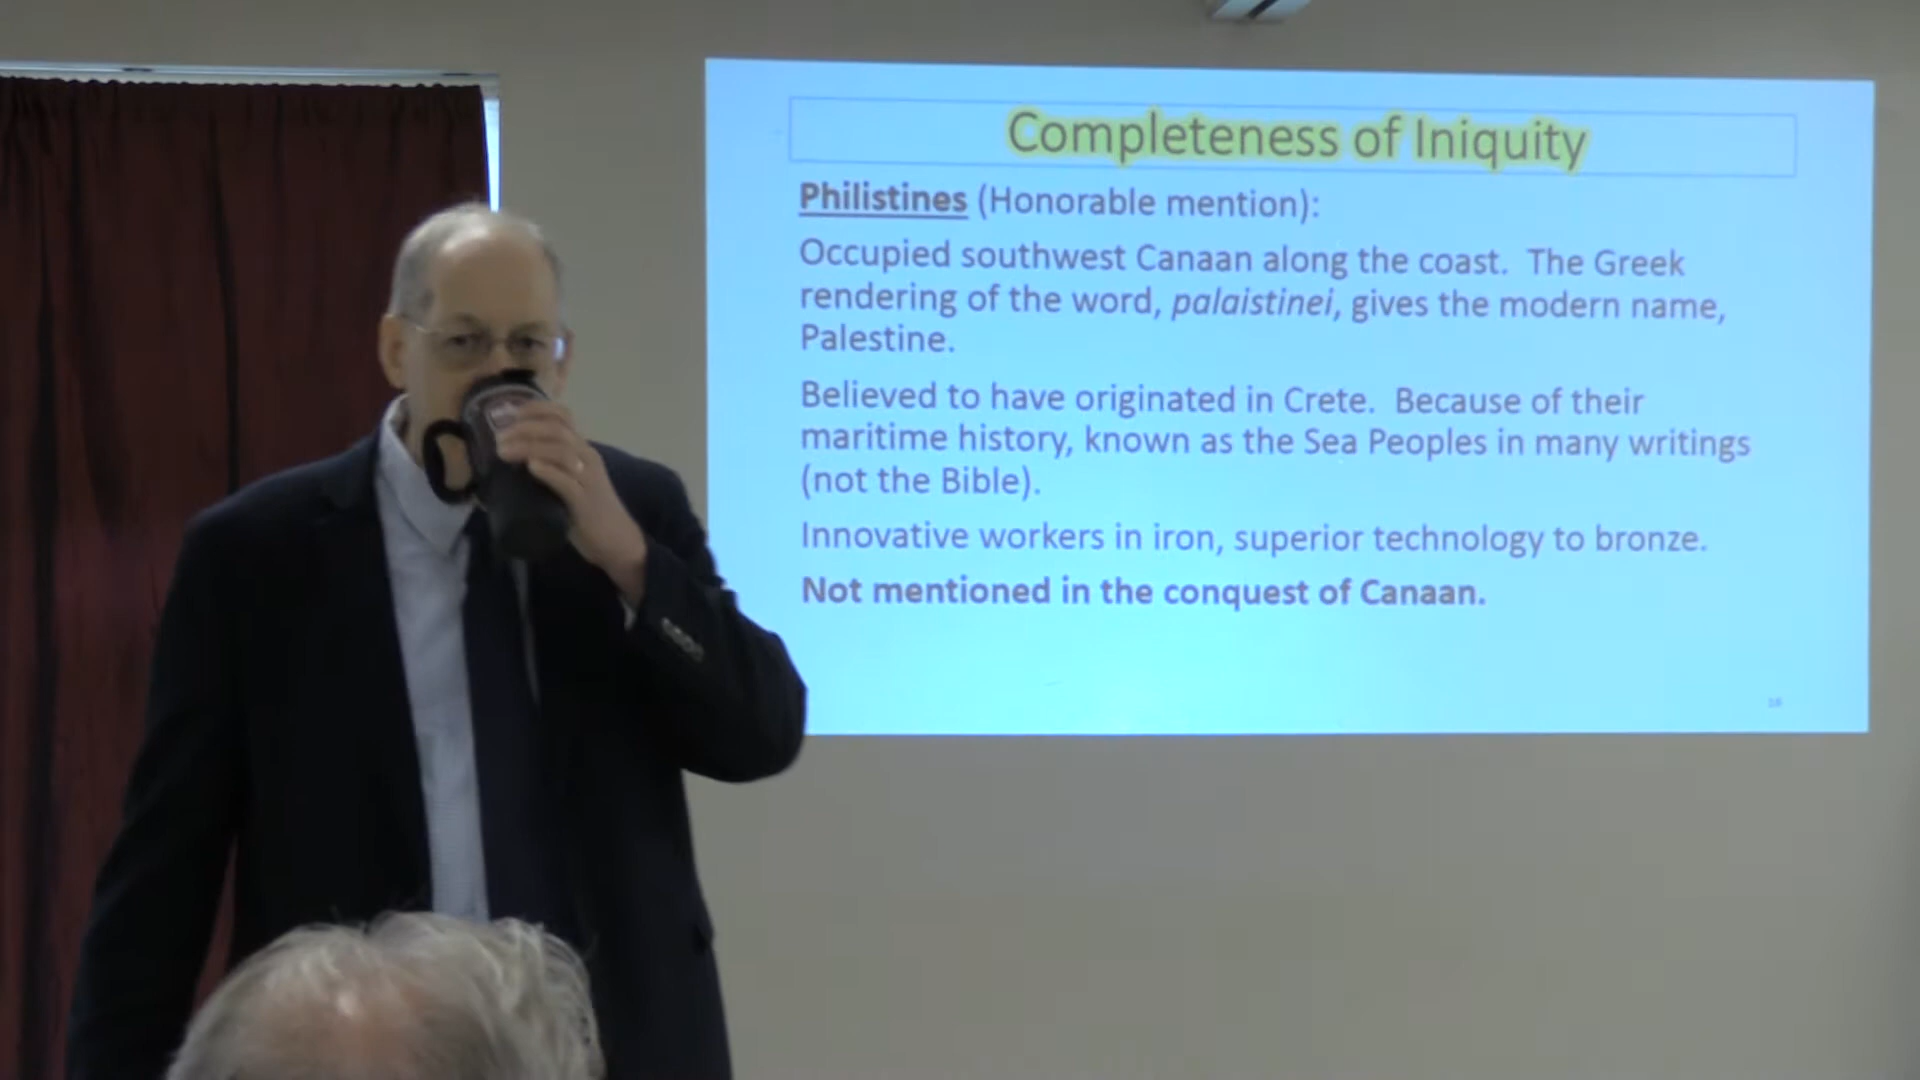 Completeness of Iniquity
Philistines (Honorable mention):
Occupied southwest Canaan along the coast. The Greek
rendering of the word, palaistinei, gives the modern name,
Palestine.
Believed to have originated in Crete. Because of their
maritime history, known as the Sea Peoples in many writings
(not the Bible).
Innovative workers in iron, superior technology to bronze.
Not mentioned in the conquest of Canaan.